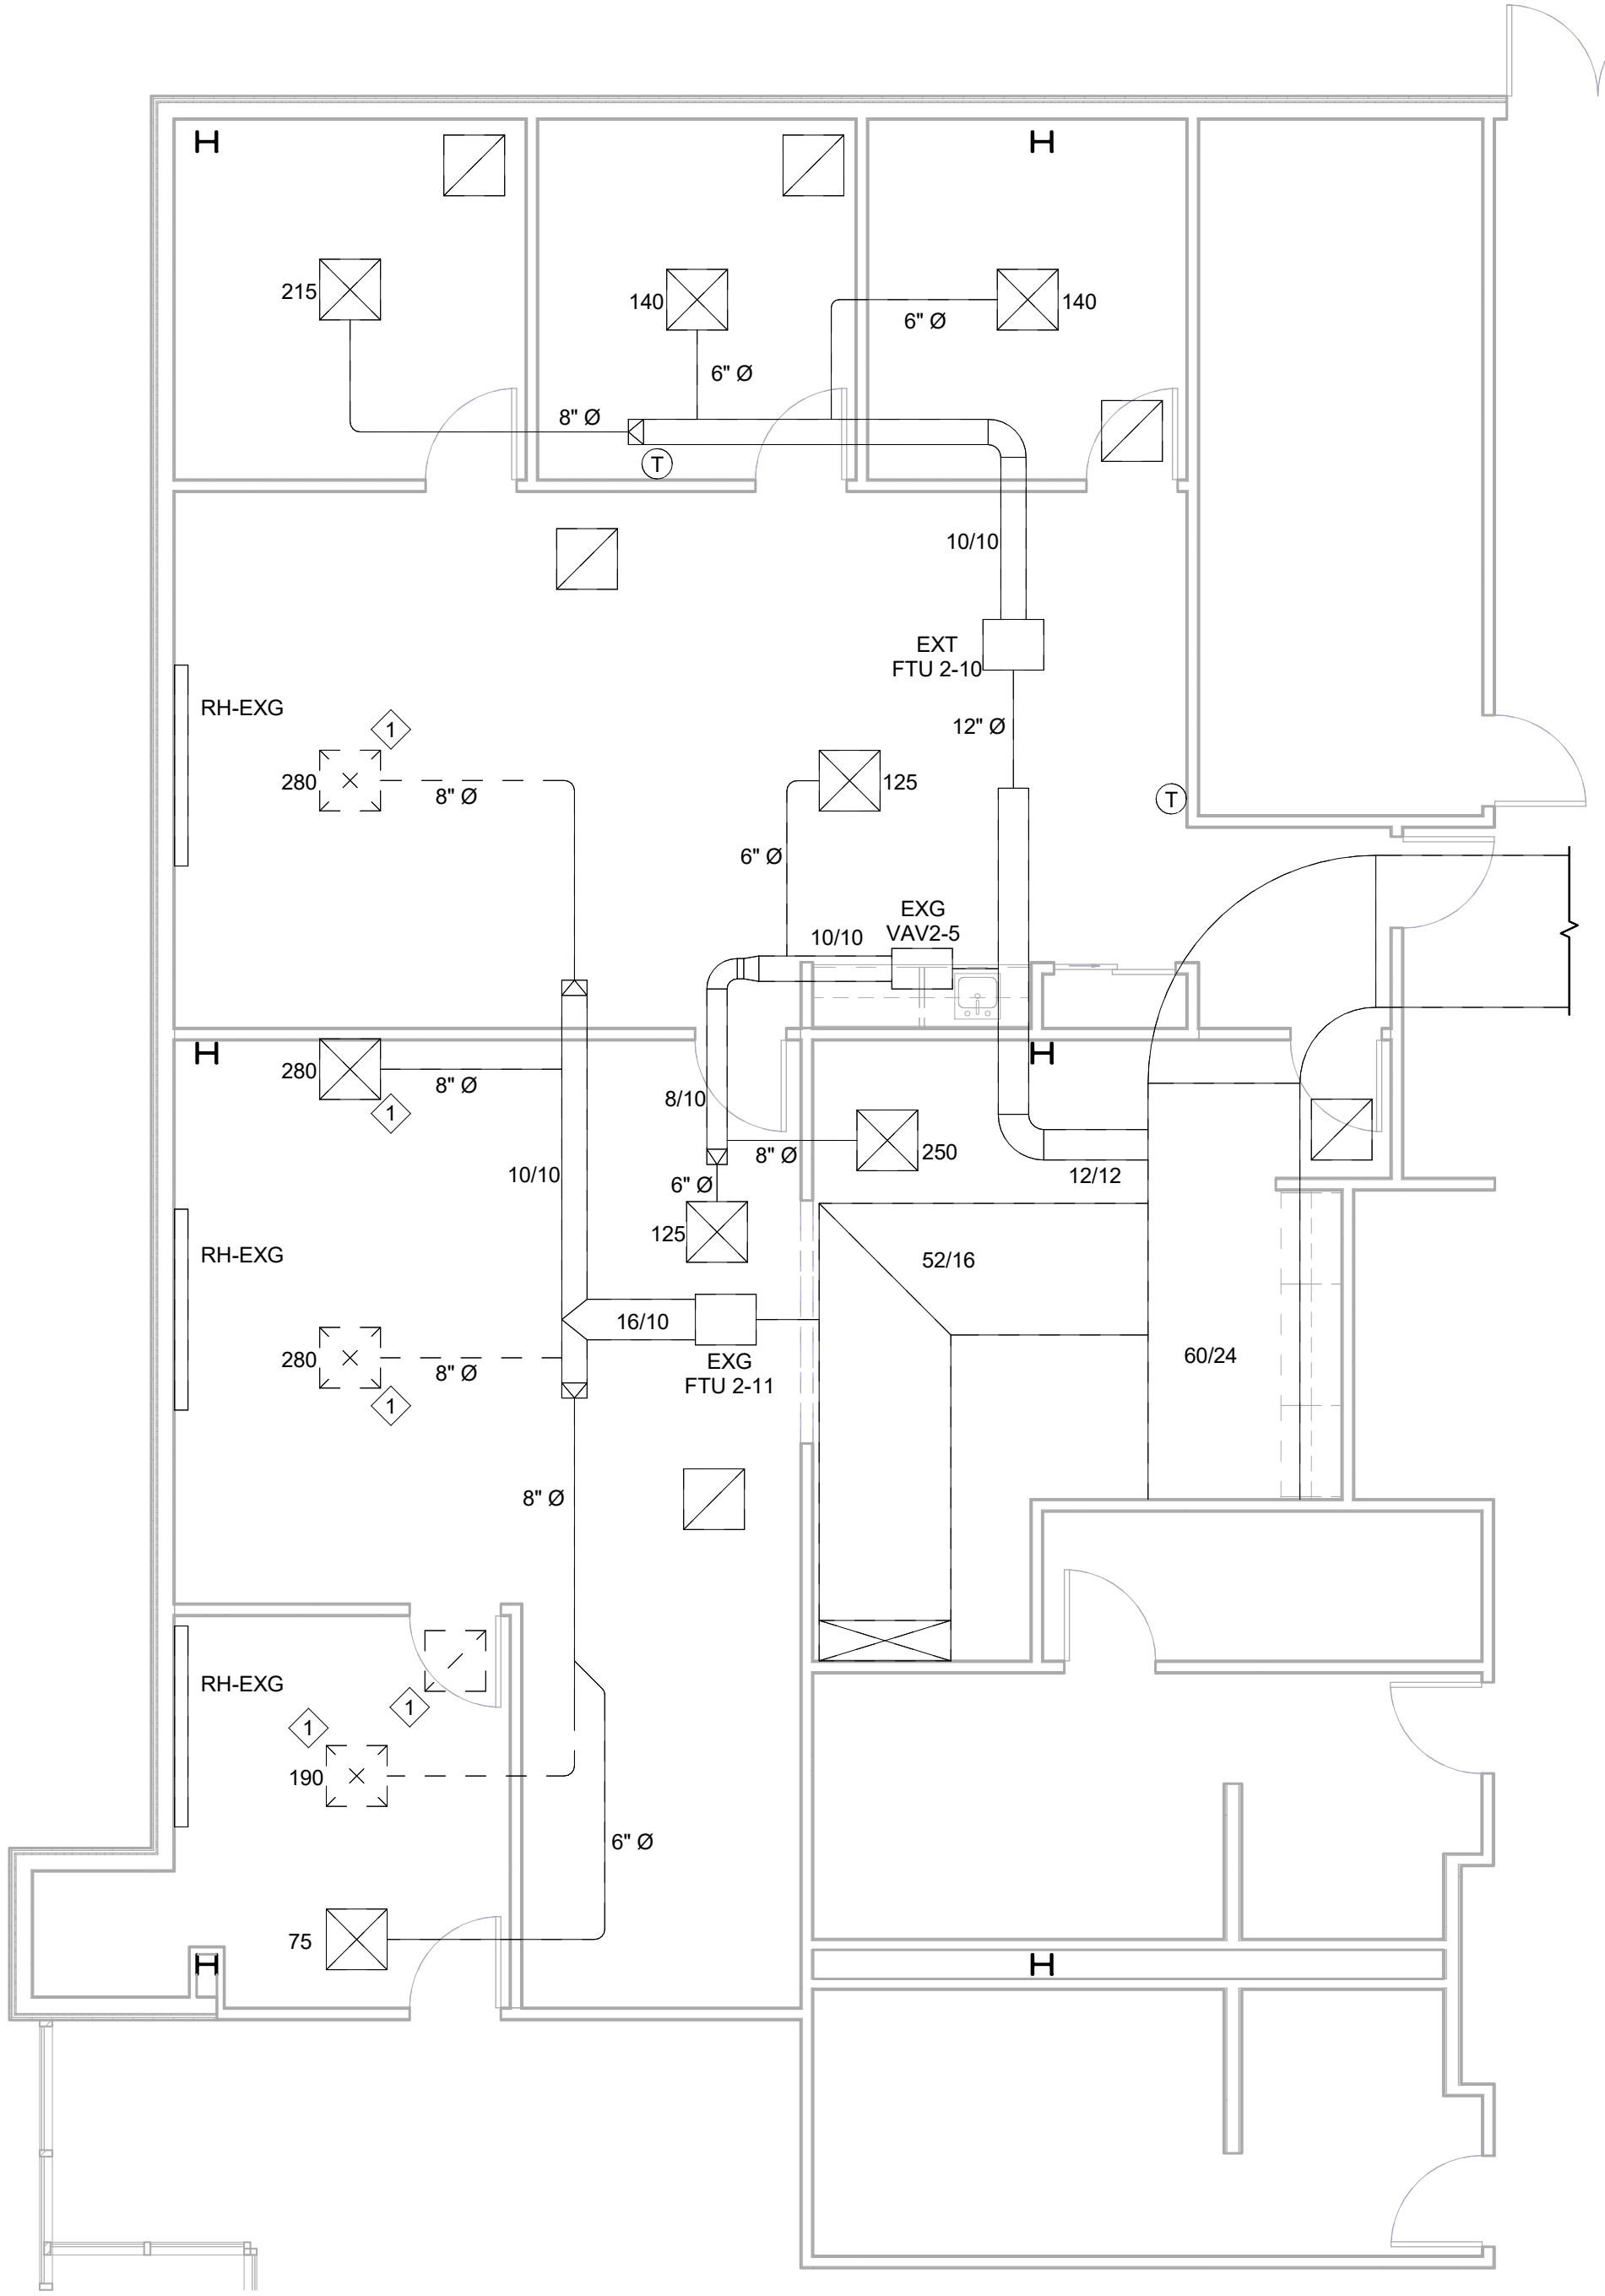 H
H
215
140
6" Ø
140
6" Ø
8" Ø
T
10/10
EXT
FTU 2-10
RH-EXG
1
12" Ø
280
8" Ø
125
T
6" Ø
EXG
VAV2-5
10/10
H
280
8" Ø
1
H
8/10
8" Ø
250
10/10
6" Ø
12/12
125
RH-EXG
52/16
16/10
EXG
FTU 2-11
280
8" Ø
1
60/24
8" Ø
RH-EXG
1
1
190
6" Ø
75
H
H